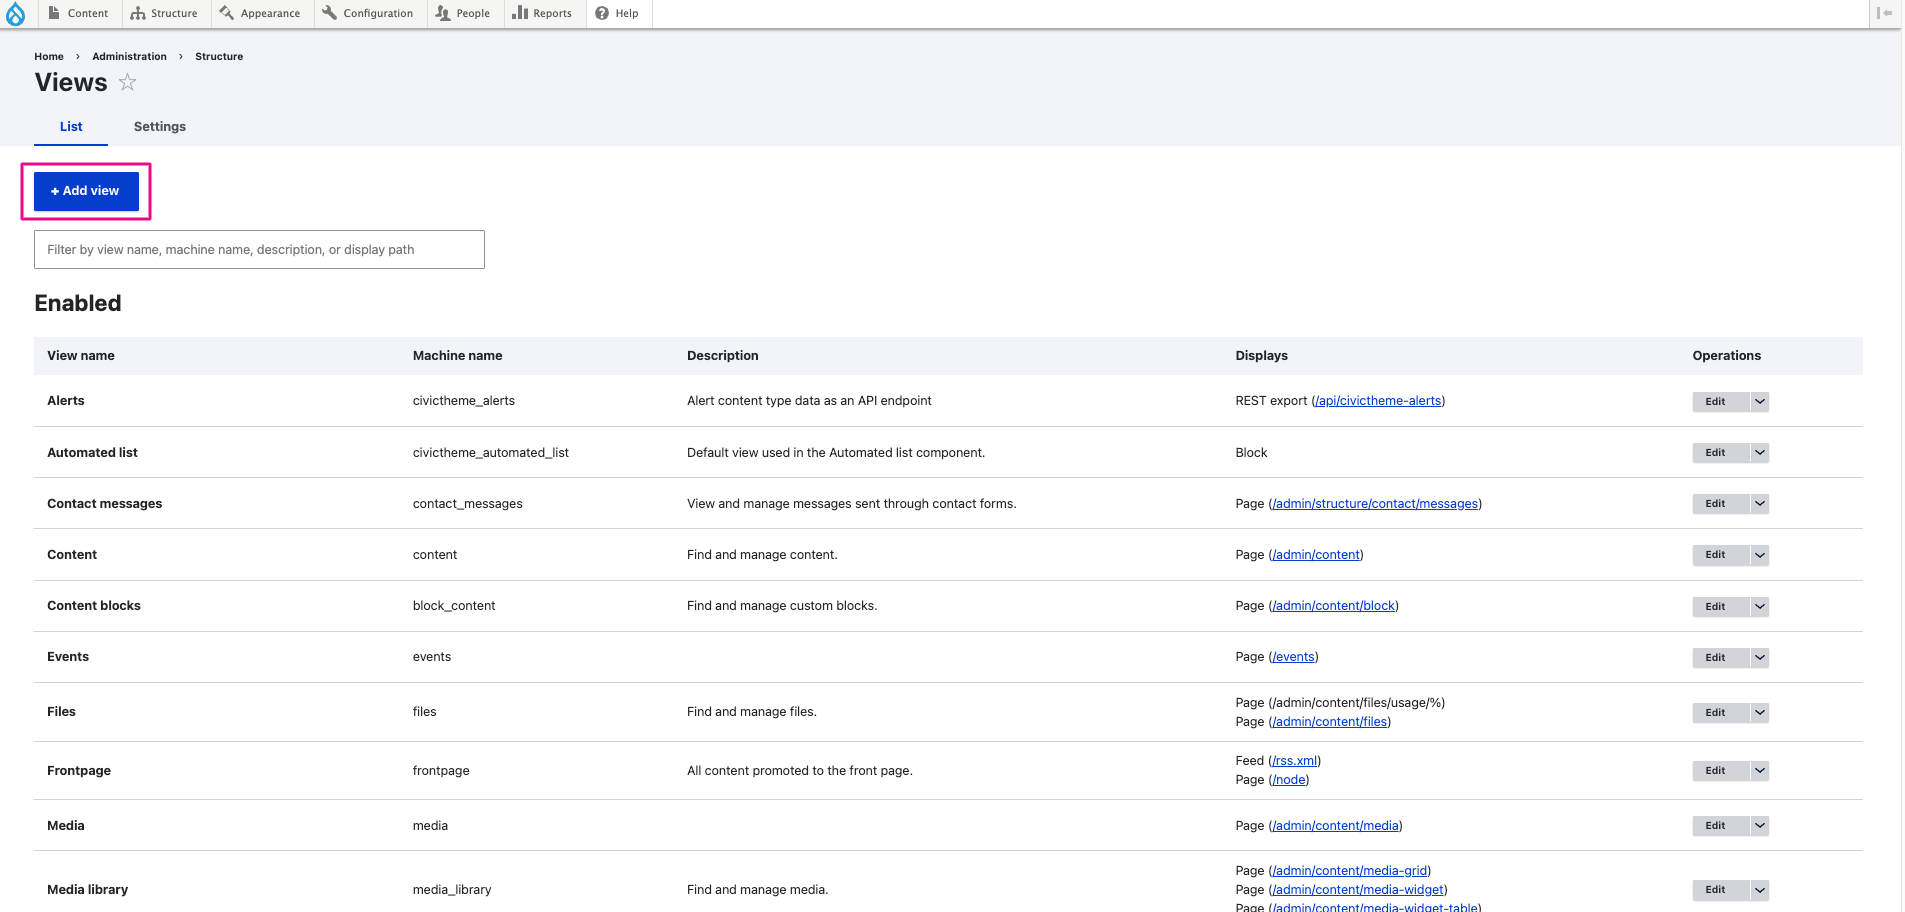 Content Structure Appearance Configuration People Reports Help
Home › Administration › Structure
Views
List Settings
+ Add view
Filter by view name, machine name, description, or display path
Enabled
View name Machine name Description Displays Operations
Alerts civictheme_alerts Alert content type data as an API endpoint REST export (/api/civictheme-alerts) Edit
Automated list civictheme_automated_list Default view used in the Automated list component. Block Edit
Contact messages contact_messages View and manage messages sent through contact forms. Page (/admin/structure/contact/messages) Edit
Content content Find and manage content. Page (/admin/content) Edit
Content blocks block_content Find and manage custom blocks. Page (/admin/content/block) Edit
Events events Page (/events) Edit
Files files Find and manage files. Page (/admin/content/files/usage/%) Edit
Page (/admin/content/files)
Frontpage frontpage All content promoted to the front page. Feed (/rss.xml) Edit
Page (/node)
Media media Page (/admin/content/media) Edit
Page (/admin/content/media-grid)
Media library media_library Find and manage media. Page (/admin/content/media-widget) Edit
Page (/admin/content/media-widget-table)